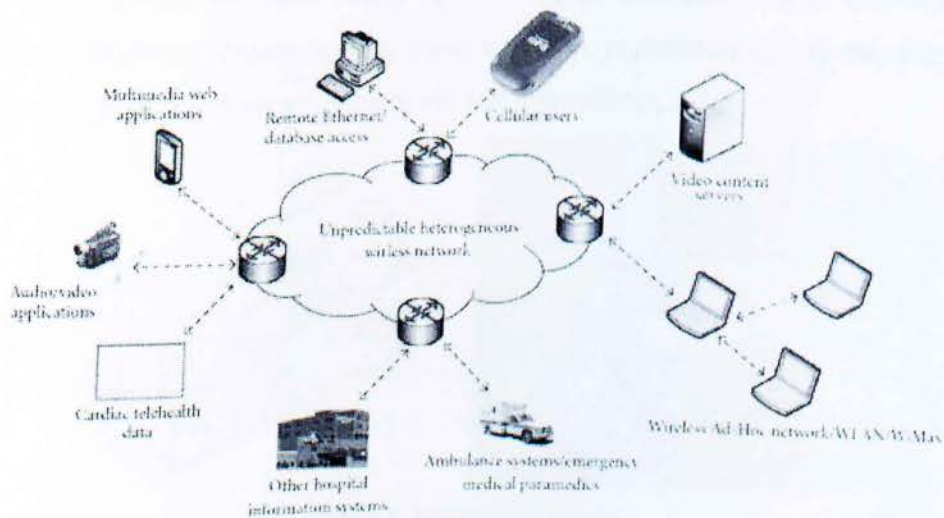 Multimedia web
applications
Remote Ethernet/
database access
Cellular users
Video content
servers
Unpredictable heterogeneous
wirless network
Audio/video
applications
Cardiac telehealth
data
Other hospital
information systems
Ambulance systems/emergency
medical paramedics
Wireless Ad-Hoc network/WLAN/WiMax